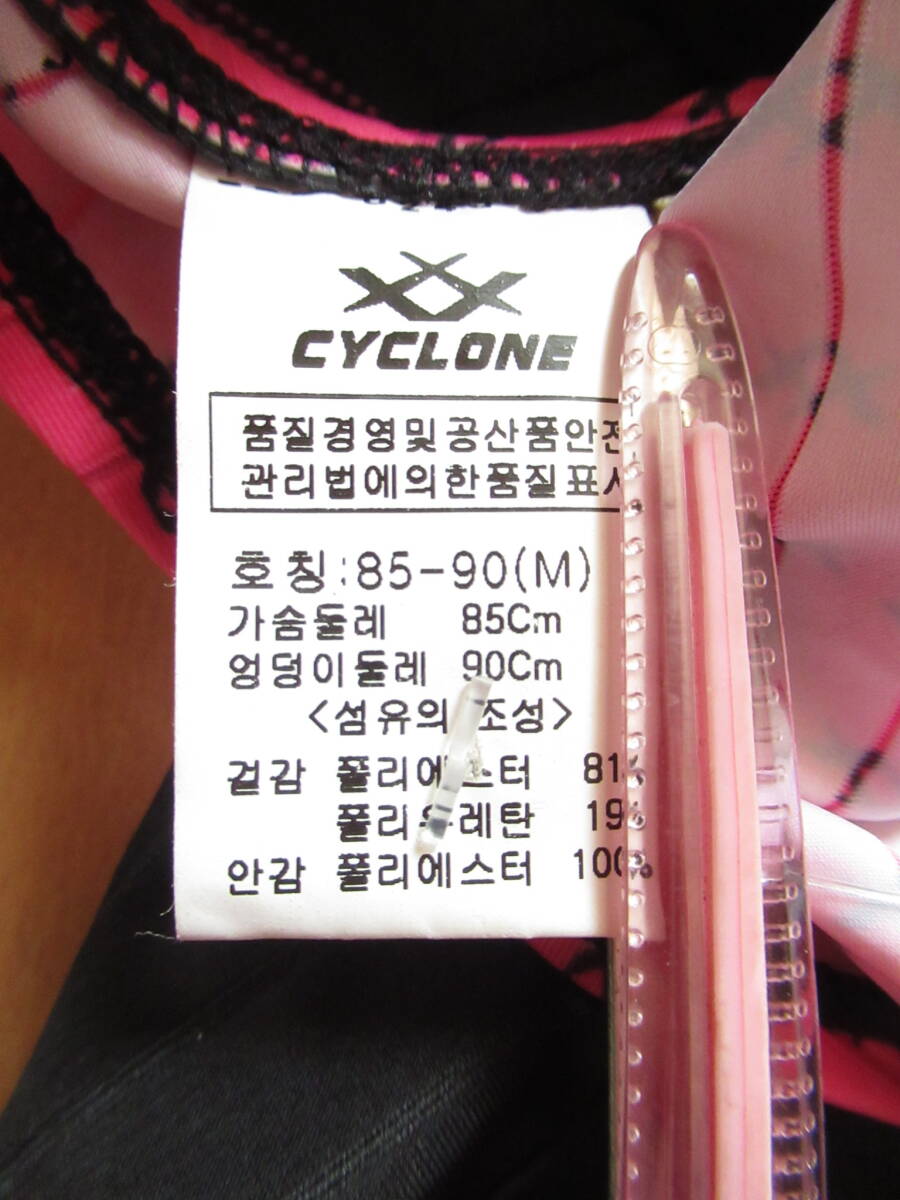 CYCLONE
품질경영및공산품안전
관리법에의한품질표시
호칭:85-90(M)
가슴둘레 85Cm
엉덩이둘레 90Cm
<섬유의 조성>
겉감 폴리에스터 81%
폴리우레탄 19%
안감 폴리에스터 100%